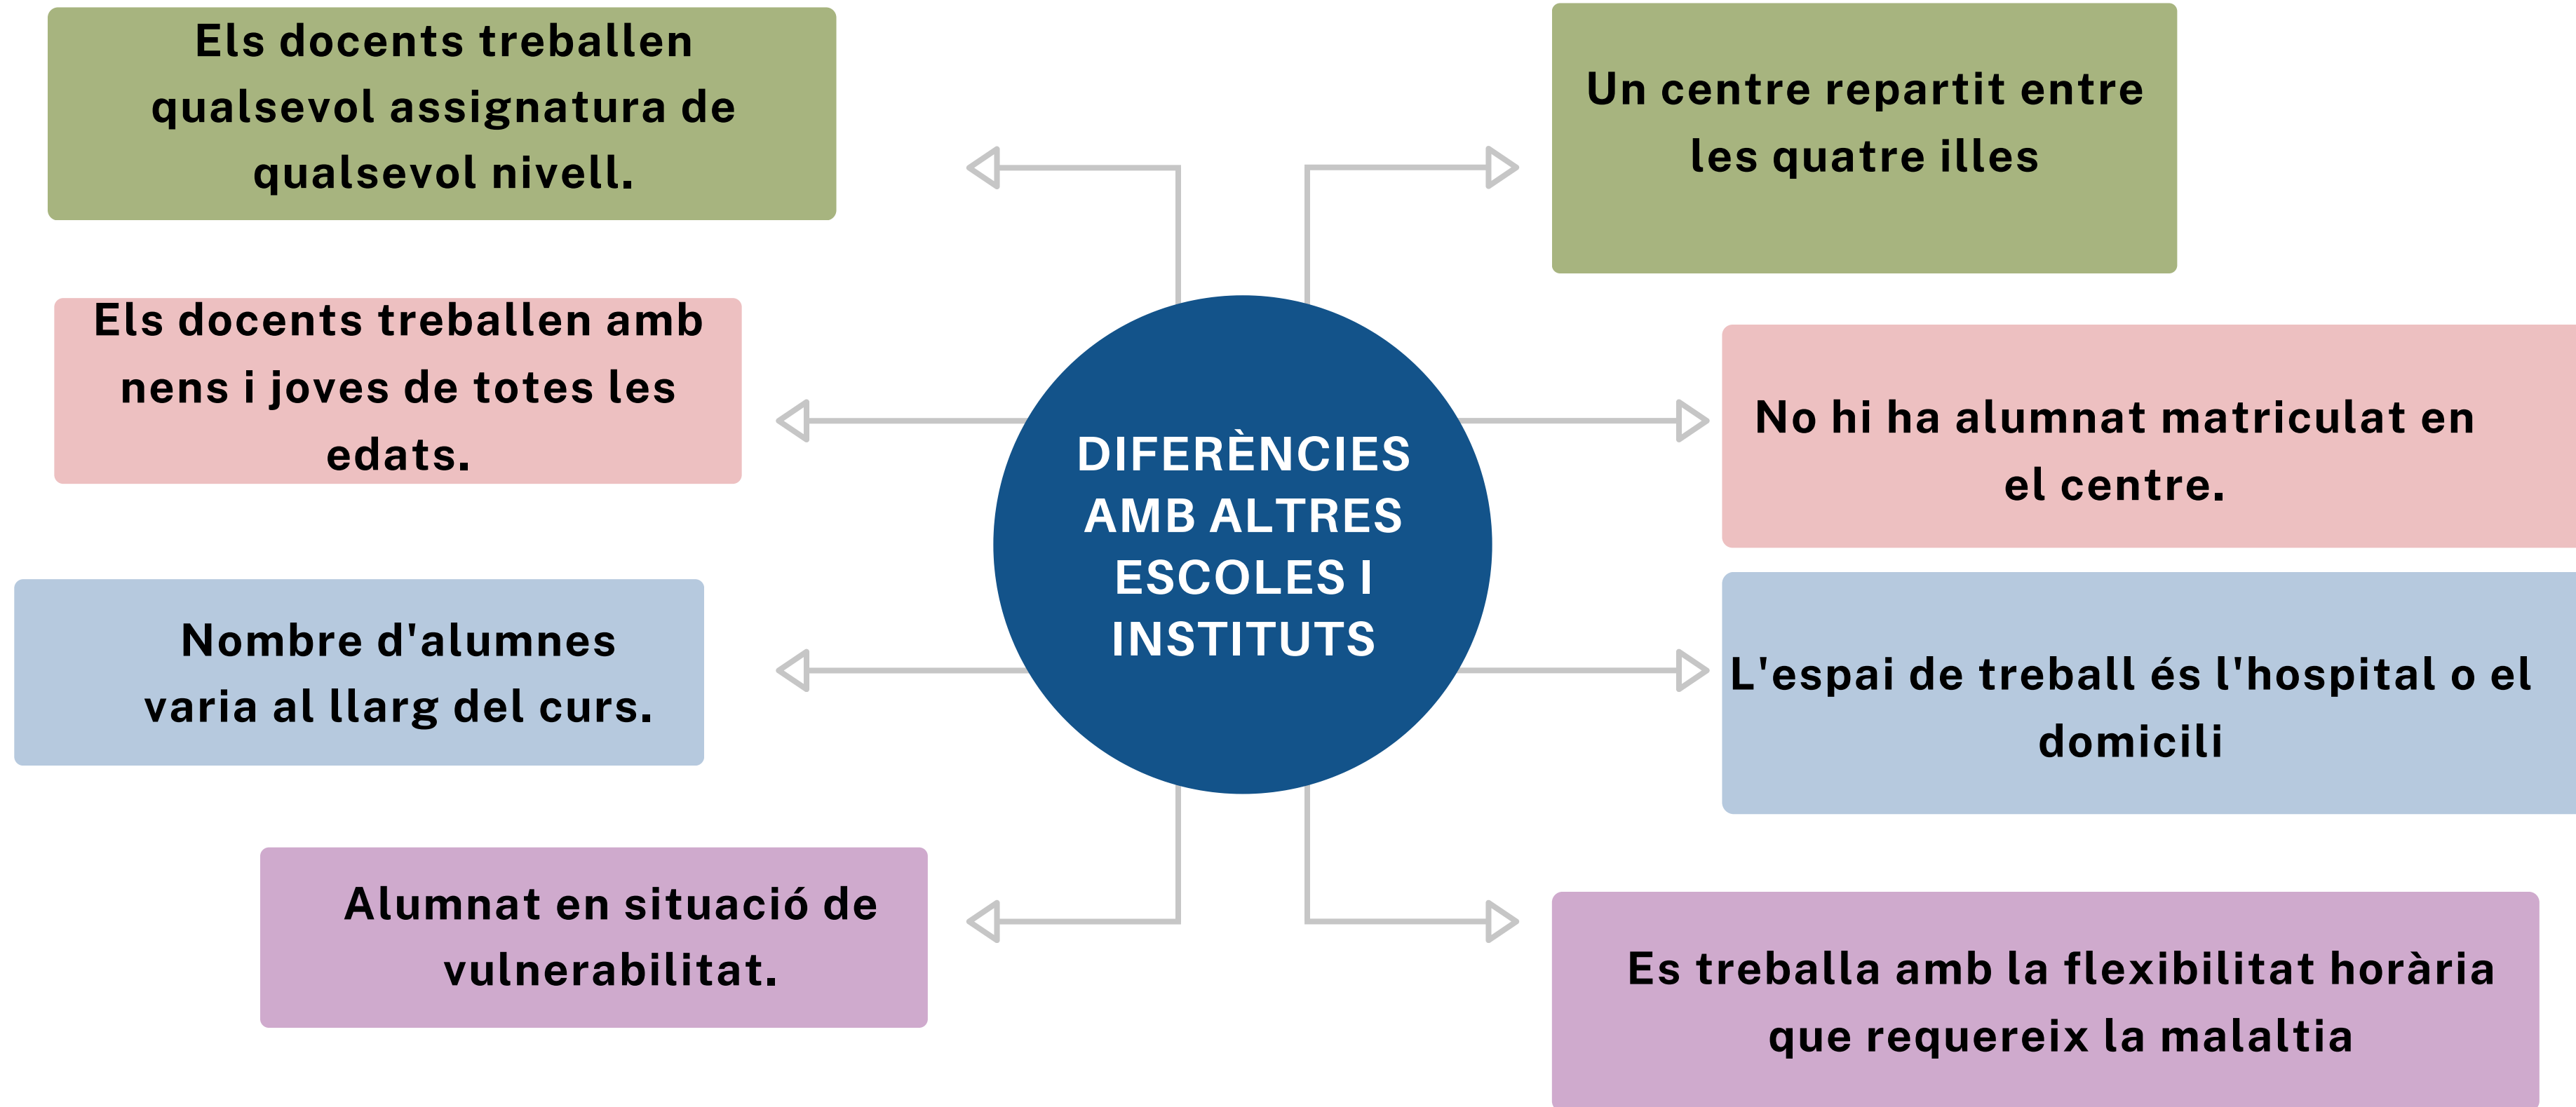 Els docents treballen
qualsevol assignatura de
qualsevol nivell.
Un centre repartit entre
les quatre illes
Els docents treballen amb
nens i joves de totes les
edats.
No hi ha alumnat matriculat en
el centre.
DIFERÈNCIES
AMB ALTRES
ESCOLES I
INSTITUTS
Nombre d'alumnes
varia al llarg del curs.
L'espai de treball és l'hospital o el
domicili
Alumnat en situació de
vulnerabilitat.
Es treballa amb la flexibilitat horària
que requereix la malaltia